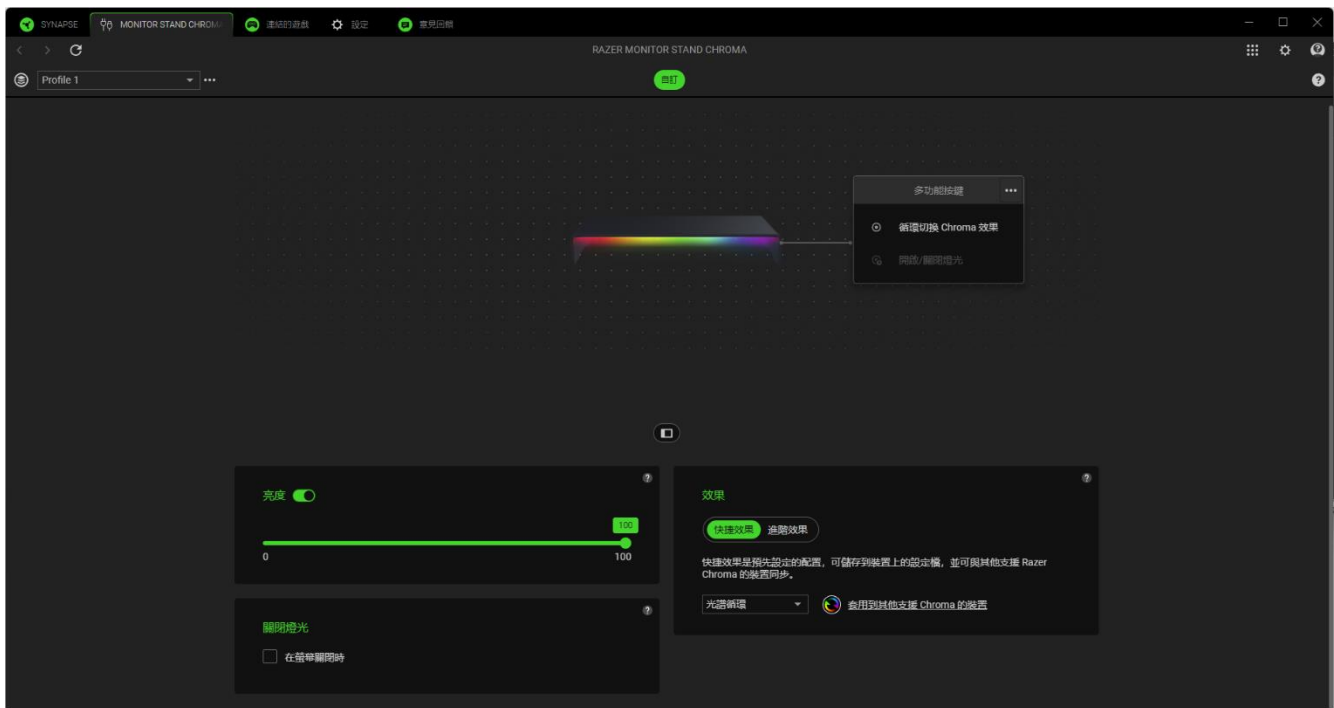 SYNAPSE
MONITOR STAND CHROMA
連結的遊戲
設定
意見回饋
RAZER MONITOR STAND CHROMA
Profile 1
自訂
多功能按鍵
循環切換 Chroma 效果
開啟/關閉燈光
亮度
100
0
100
效果
快捷效果
進階效果
快捷效果是預先設定的配置，可儲存到裝置上的設定檔，並可與其他支援 Razer
Chroma 的裝置同步。
光譜循環
套用到其他支援 Chroma 的裝置
關閉燈光
在螢幕關閉時